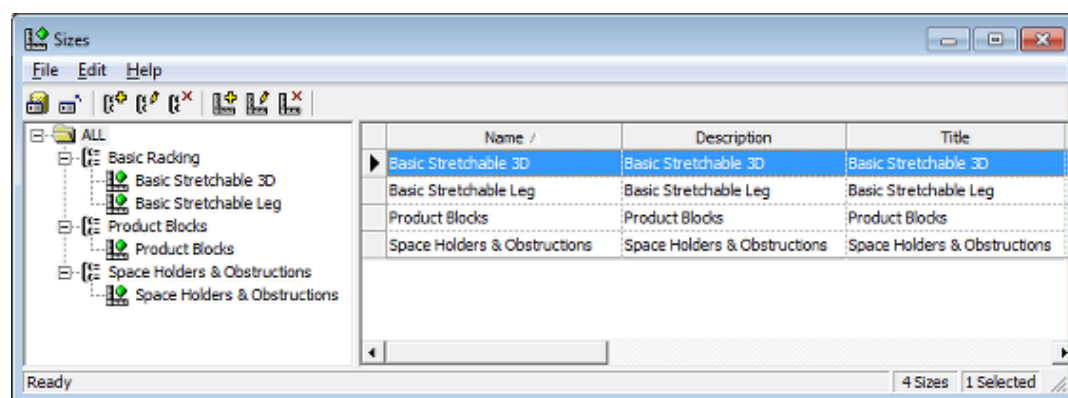 Sizes
File Edit Help
ALL
Basic Racking
Basic Stretchable 3D
Basic Stretchable Leg
Product Blocks
Product Blocks
Space Holders & Obstructions
Space Holders & Obstructions
Name Description Title
Basic Stretchable 3D Basic Stretchable 3D Basic Stretchable 3D
Basic Stretchable Leg Basic Stretchable Leg Basic Stretchable Leg
Product Blocks Product Blocks Product Blocks
Space Holders & Obstructions Space Holders & Obstructions Space Holders & Obstructions
Ready 4 Sizes 1 Selected